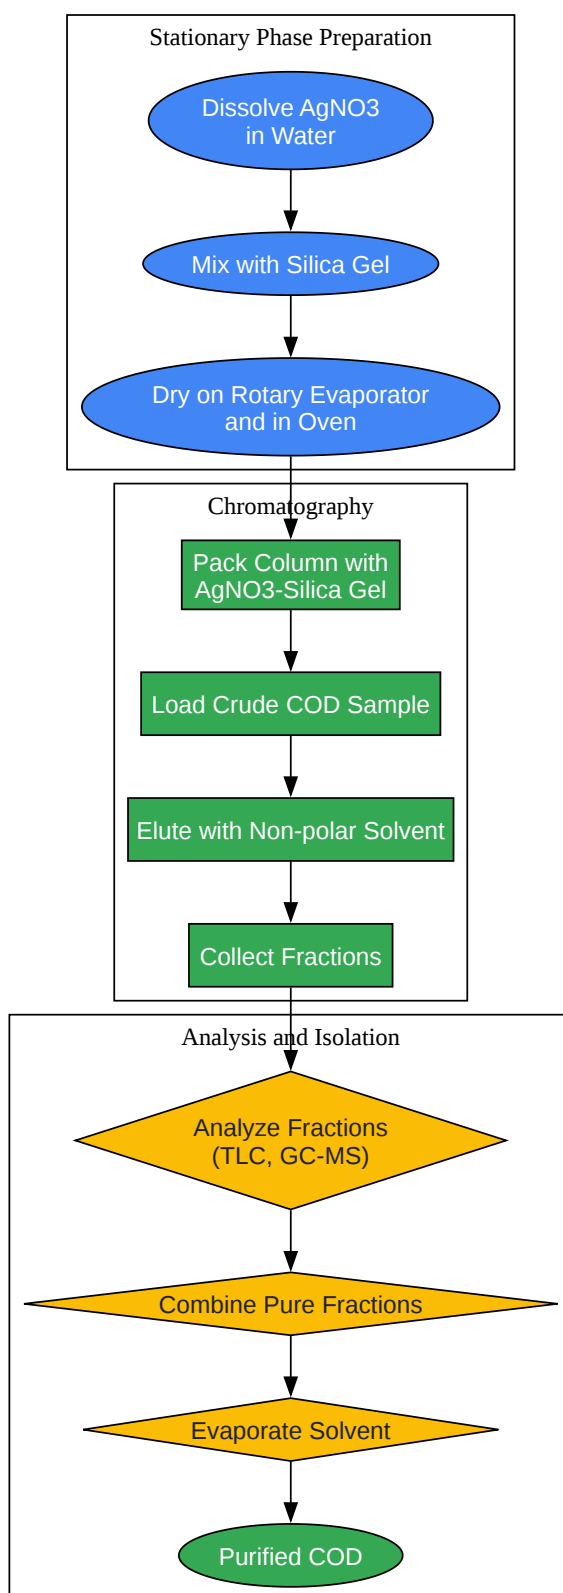 Stationary Phase Preparation
Dissolve AgNO3
in Water
Mix with Silica Gel
Dry on Rotary Evaporator
and in Oven
Chromatography
Pack Column with
AgNO3-Silica Gel
Load Crude COD Sample
Elute with Non-polar Solvent
Collect Fractions
Analysis and Isolation
Analyze Fractions
(TLC, GC-MS)
Combine Pure Fractions
Evaporate Solvent
Purified COD